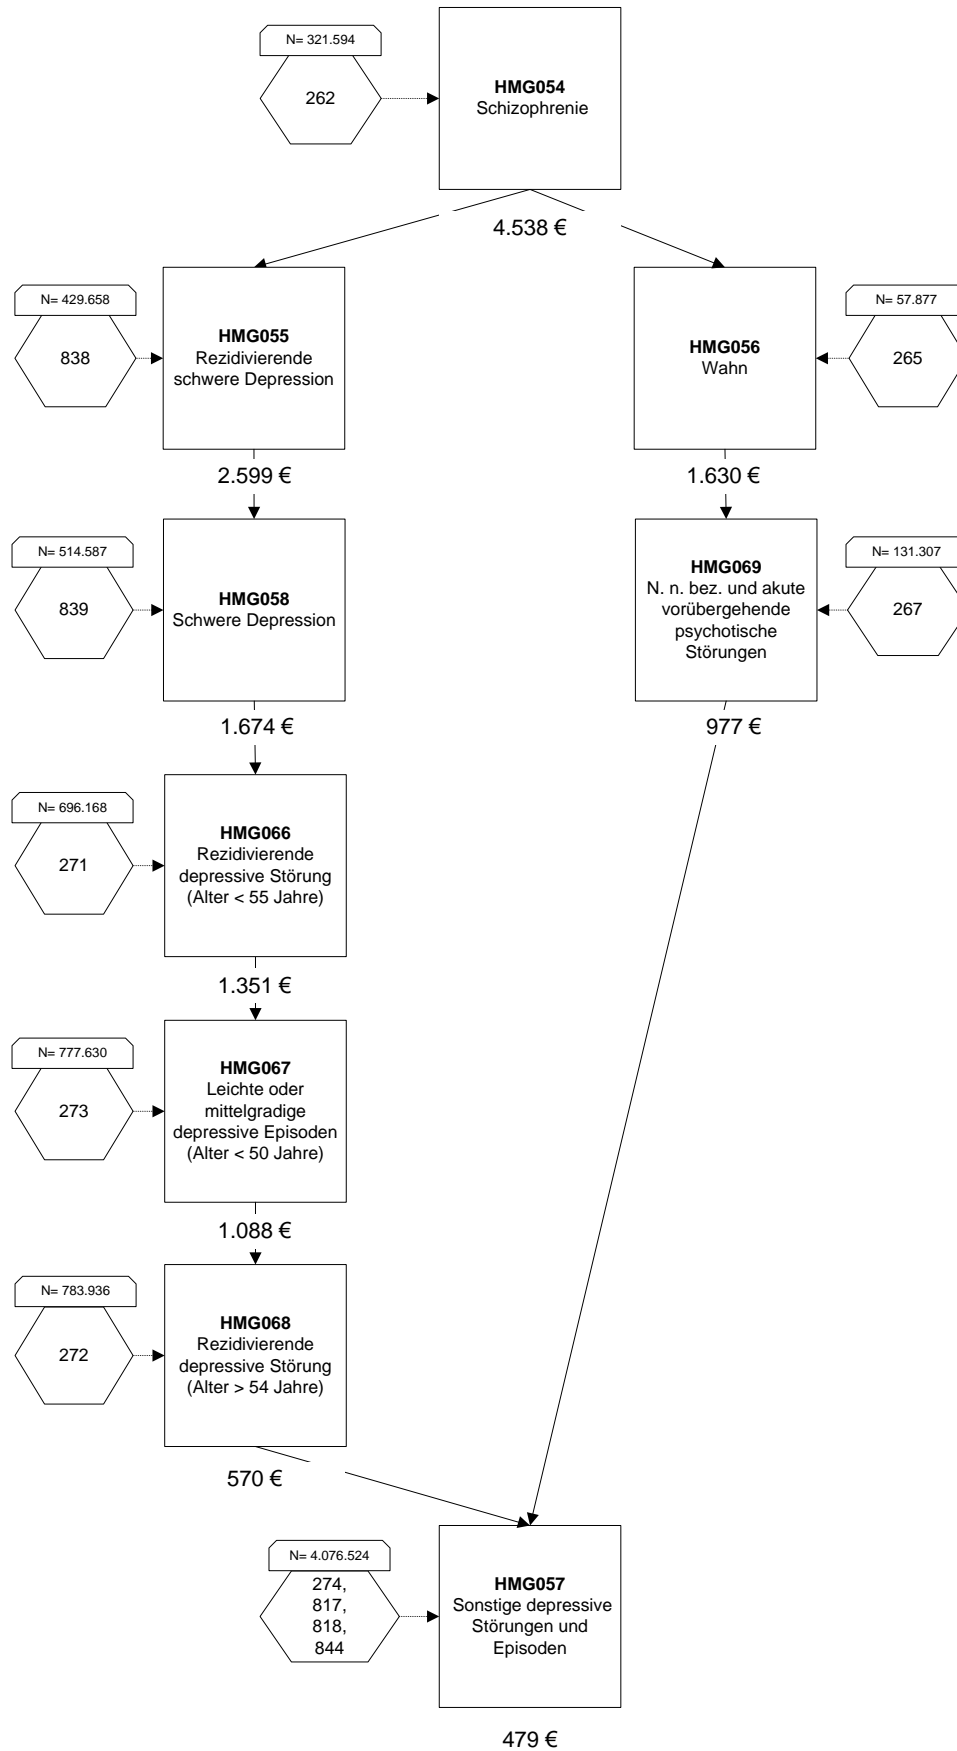 N= 321.594
262
HMG054
Schizophrenie
4.538 €
N= 429.658
838
HMG055
Rezidivierende
schwere Depression
2.599 €
HMG056
Wahn
N= 57.877
265
1.630 €
N= 514.587
839
HMG058
Schwere Depression
1.674 €
HMG069
N. n. bez. und akute
vorübergehende
psychotische
Störungen
N= 131.307
267
977 €
N= 696.168
271
HMG066
Rezidivierende
depressive Störung
(Alter < 55 Jahre)
1.351 €
N= 777.630
273
HMG067
Leichte oder
mittelgradige
depressive Episoden
(Alter < 50 Jahre)
1.088 €
N= 783.936
272
HMG068
Rezidivierende
depressive Störung
(Alter > 54 Jahre)
570 €
N= 4.076.524
274,
817,
818,
844
HMG057
Sonstige depressive
Störungen und
Episoden
479 €